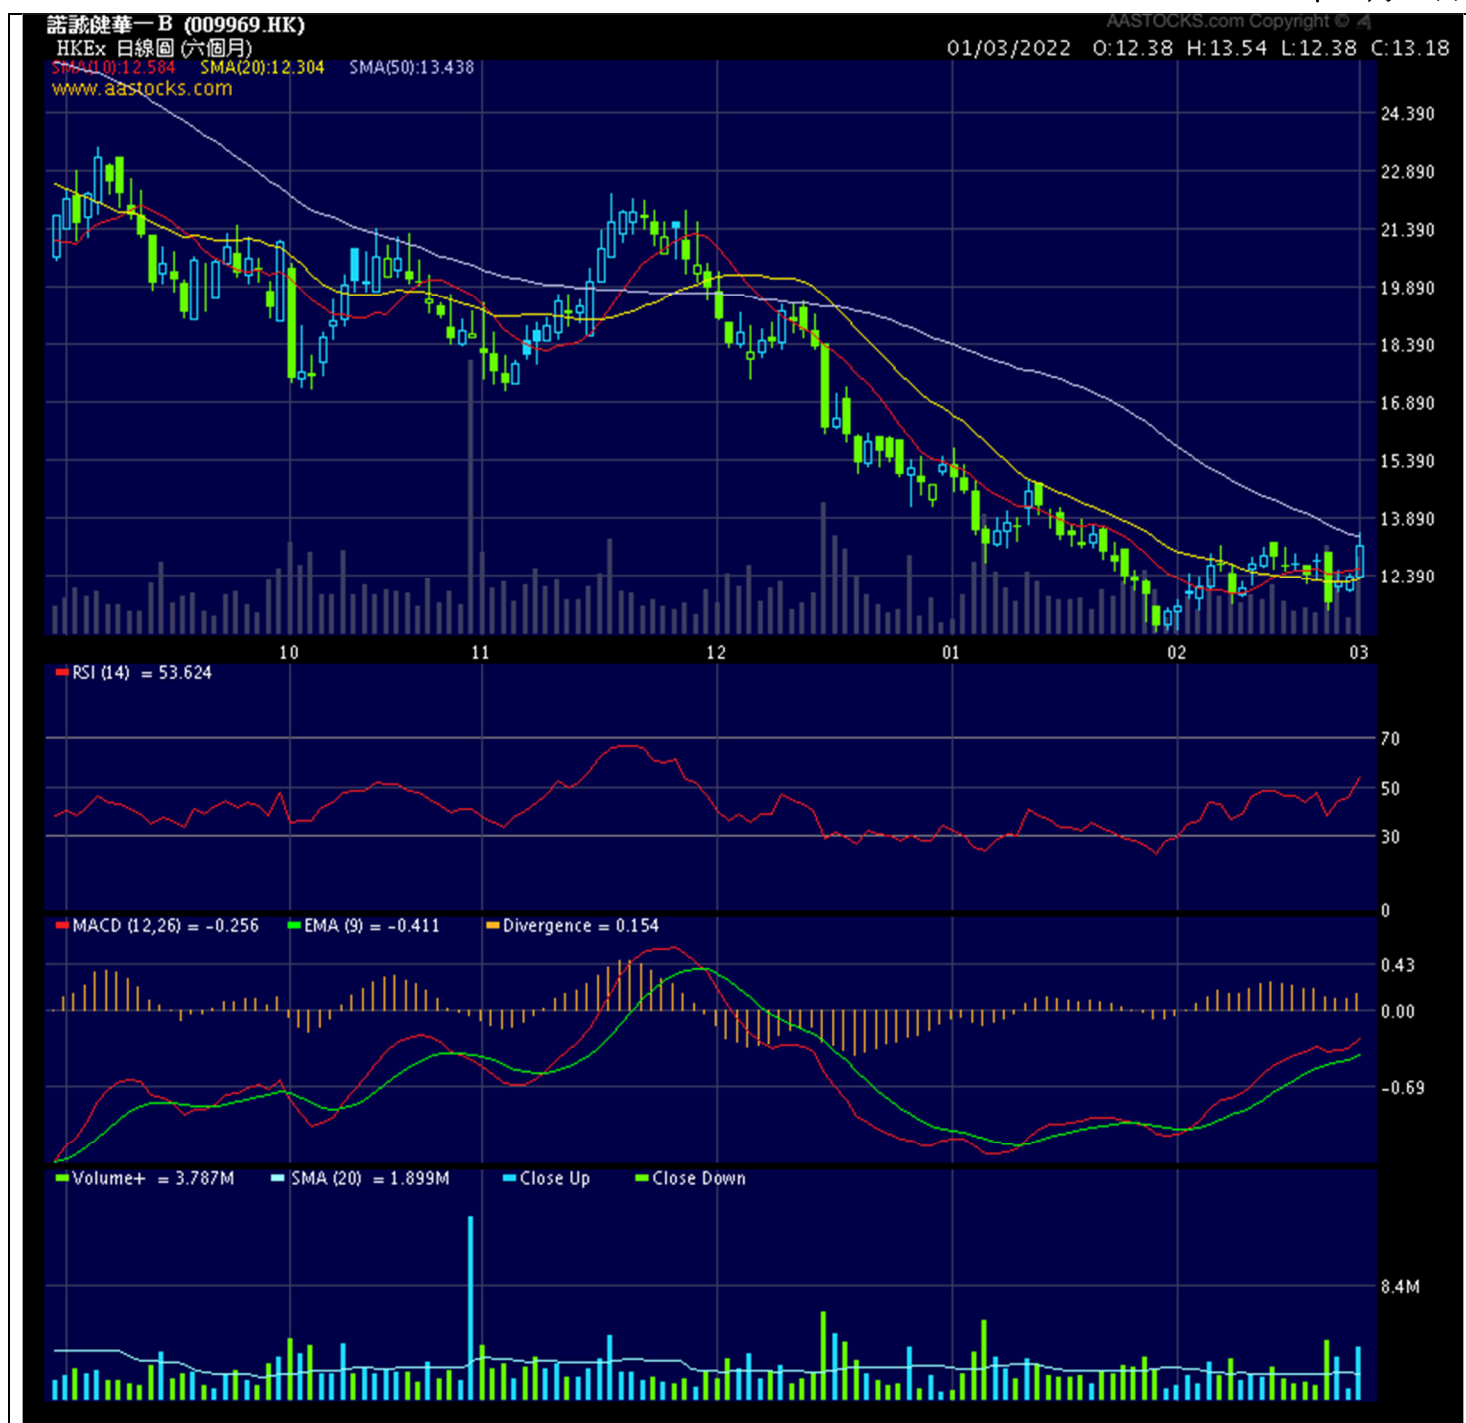 AASTOCKS.com Copyright ©
諾誠健華－B (009969.HK)
HKEx 日線圖 (六個月)
01/03/2022 O:12.38 H:13.54 L:12.38 C:13.18
SMA(10):12.584 SMA(20):12.304 SMA(50):13.438
www.aastocks.com
24.390
22.890
21.390
19.890
18.390
16.890
15.390
13.890
12.390
10 11 12 01 02 03
RSI (14) = 53.624
70
50
30
0
MACD (12,26) = -0.256 EMA (9) = -0.411 Divergence = 0.154
0.43
0.00
-0.69
Volume+ = 3.787M SMA (20) = 1.899M Close Up Close Down
8.4M